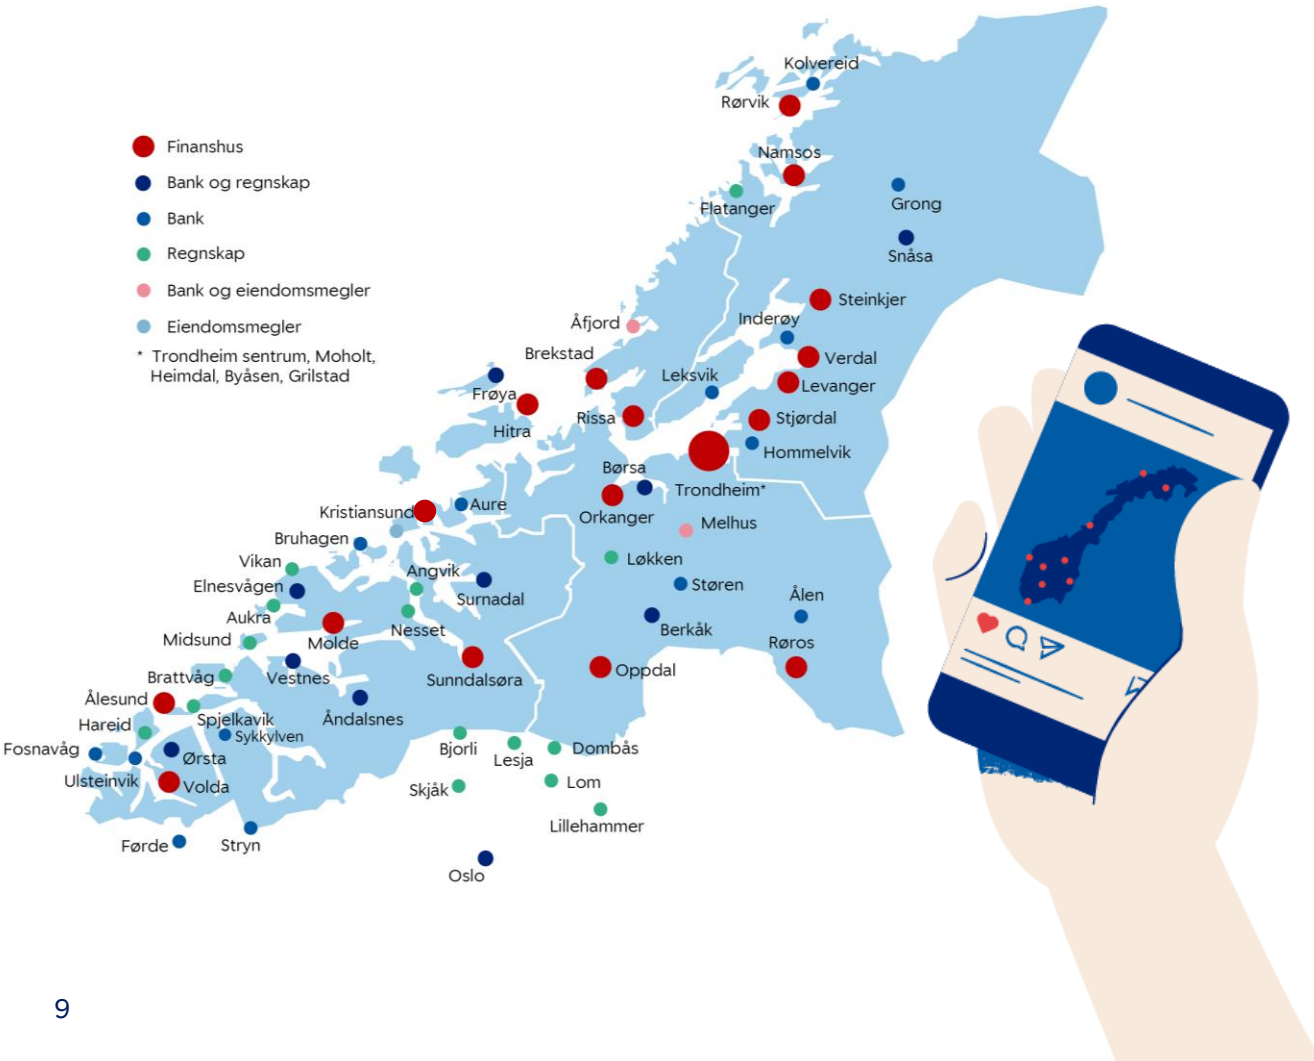 Kolvereid
Rørvik
Finanshus
Namsos
Bank og regnskap
Flatanger
Grong
Bank
Snåsa
Regnskap
Bank og eiendomsmegler
Steinkjer
Inderøy
Åfjord
Eiendomsmegler
* Trondheim sentrum, Moholt,
Heimdal, Byåsen, Grilstad
Brekstad
Verdal
Leksvik
Levanger
Frøya
Rissa
Stjørdal
Hitra
Hommelvik
Børsa
Trondheim*
Aure
Kristiansund
Orkanger
Melhus
Bruhagen
Vikan
Løkken
Angvik
Elnesvågen
Støren
Surnadal
Ålen
Aukra
Nesset
Berkåk
Midsund
Molde
Røros
Brattvåg
Vestnes
Sunndalsøra
Oppdal
Ålesund
Spjelkavik
Åndalsnes
Hareid
Sykkylven
Fosnavåg
Bjorli
Lesja
Dombås
Ørsta
Ulsteinvik
Volda
Skjåk
Lom
Lillehammer
Førde
Stryn
Oslo
9